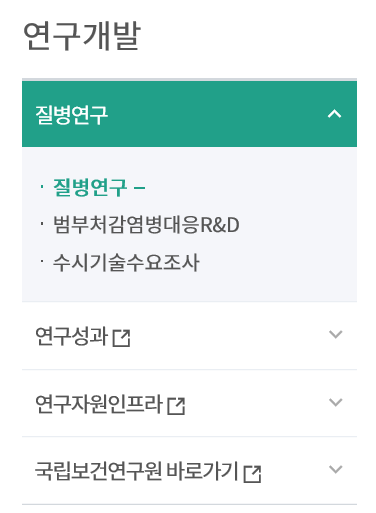 연구개발
질병연구
· 질병연구 –
· 범부처감염병대응R&D
· 수시기술수요조사
연구성과
연구자원인프라
국립보건연구원 바로가기